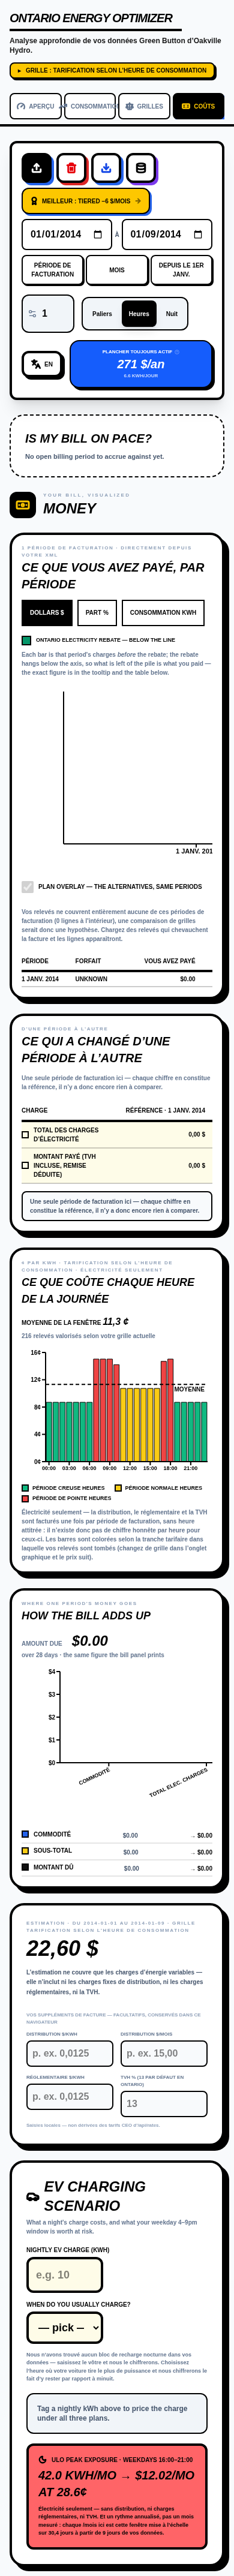 ONTARIO ENERGY OPTIMIZER
Analyse approfondie de vos données Green Button d'Oakville
Hydro.
► GRILLE : TARIFICATION SELON L'HEURE DE CONSOMMATION
APERÇU
CONSOMMATION
GRILLES
COÛTS
MEILLEUR : TIERED −6 $/MOIS →
01/01/2014
À
01/09/2014
PÉRIODE DE
FACTURATION
MOIS
DEPUIS LE 1ER
JANV.
1
Paliers
Heures
Nuit
EN
PLANCHER TOUJOURS ACTIF
271 $/an
6.6 KWH/JOUR
IS MY BILL ON PACE?
No open billing period to accrue against yet.
YOUR BILL, VISUALIZED
MONEY
1 PÉRIODE DE FACTURATION · DIRECTEMENT DEPUIS
VOTRE XML
CE QUE VOUS AVEZ PAYÉ, PAR
PÉRIODE
DOLLARS $
PART %
CONSOMMATION KWH
ONTARIO ELECTRICITY REBATE — BELOW THE LINE
Each bar is that period's charges before the rebate; the rebate
hangs below the axis, so what is left of the pile is what you paid —
the exact figure is in the tooltip and the table below.
1 JANV. 201
PLAN OVERLAY — THE ALTERNATIVES, SAME PERIODS
Vos relevés ne couvrent entièrement aucune de ces périodes de
facturation (0 lignes à l'intérieur), une comparaison de grilles
serait donc une hypothèse. Chargez des relevés qui chevauchent
la facture et les lignes apparaîtront.
PÉRIODE FORFAIT VOUS AVEZ PAYÉ
1 JANV. 2014 UNKNOWN $0.00
D'UNE PÉRIODE À L'AUTRE
CE QUI A CHANGÉ D'UNE
PÉRIODE À L'AUTRE
Une seule période de facturation ici — chaque chiffre en constitue
la référence, il n'y a donc encore rien à comparer.
CHARGE RÉFÉRENCE · 1 JANV. 2014
TOTAL DES CHARGES
D'ÉLECTRICITÉ
0,00 $
MONTANT PAYÉ (TVH
INCLUSE, REMISE
DÉDUITE)
0,00 $
Une seule période de facturation ici — chaque chiffre en
constitue la référence, il n'y a donc encore rien à comparer.
¢ PAR KWH · TARIFICATION SELON L'HEURE DE
CONSOMMATION · ÉLECTRICITÉ SEULEMENT
CE QUE COÛTE CHAQUE HEURE
DE LA JOURNÉE
MOYENNE DE LA FENÊTRE 11,3 ¢
216 relevés valorisés selon votre grille actuelle
16¢
12¢
8¢
4¢
0¢
MOYENNE
00:00 03:00 06:00 09:00 12:00 15:00 18:00 21:00
PÉRIODE CREUSE HEURES
PÉRIODE NORMALE HEURES
PÉRIODE DE POINTE HEURES
Électricité seulement — la distribution, le réglementaire et la TVH
sont facturés une fois par période de facturation, sans heure
attitrée : il n'existe donc pas de chiffre honnête par heure pour
ceux-ci. Les barres sont colorées selon la tranche tarifaire dans
laquelle vos relevés sont tombés (changez de grille dans l'onglet
graphique et le prix suit).
WHERE ONE PERIOD'S MONEY GOES
HOW THE BILL ADDS UP
AMOUNT DUE $0.00
over 28 days · the same figure the bill panel prints
$4
$3
$2
$1
$0
COMMODITÉ
TOTAL ELEC. CHARGES
COMMODITÉ $0.00 → $0.00
SOUS-TOTAL $0.00 → $0.00
MONTANT DÛ $0.00 → $0.00
ESTIMATION · DU 2014-01-01 AU 2014-01-09 · GRILLE
TARIFICATION SELON L'HEURE DE CONSOMMATION
22,60 $
L'estimation ne couvre que les charges d'énergie variables —
elle n'inclut ni les charges fixes de distribution, ni les charges
réglementaires, ni la TVH.
VOS SUPPLÉMENTS DE FACTURE — FACULTATIFS, CONSERVÉS DANS CE
NAVIGATEUR
DISTRIBUTION $/KWH
DISTRIBUTION $/MOIS
p. ex. 0,0125
p. ex. 15,00
RÉGLEMENTAIRE $/KWH
TVH % (13 PAR DÉFAUT EN
ONTARIO)
p. ex. 0,0125
13
EV CHARGING
SCENARIO
What a night's charge costs, and what your weekday 4–9pm
window is worth at risk.
NIGHTLY EV CHARGE (KWH)
e.g. 10
WHEN DO YOU USUALLY CHARGE?
— pick —
Nous n'avons trouvé aucun bloc de recharge nocturne dans vos
données — saisissez le vôtre et nous le chiffrerons. Choisissez
l'heure où votre voiture tire le plus de puissance et nous chiffrerons le
fait d'y rester par rapport à minuit.
Tag a nightly kWh above to price the charge
under all three plans.
ULO PEAK EXPOSURE · WEEKDAYS 16:00–21:00
42.0 KWH/MO → $12.02/MO
AT 28.6¢
Électricité seulement — sans distribution, ni charges
réglementaires, ni TVH. Et un rythme annualisé, pas un mois
mesuré : chaque /mois ici est cette fenêtre mise à l'échelle
sur 30,4 jours à partir de 9 jours de vos données.